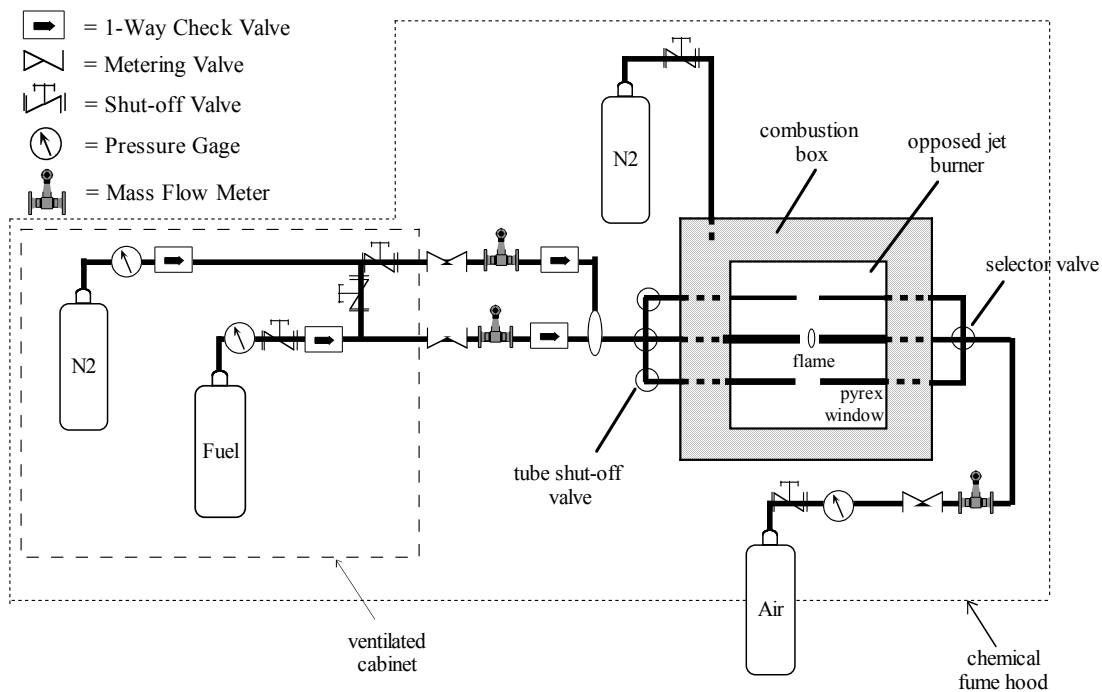 = 1-Way Check Valve
= Metering Valve
= Shut-off Valve
= Pressure Gage
= Mass Flow Meter
N2
combustion
box
opposed jet
burner
selector valve
N2
Fuel
flame
pyrex
window
tube shut-off
valve
Air
ventilated
cabinet
chemical
fume hood